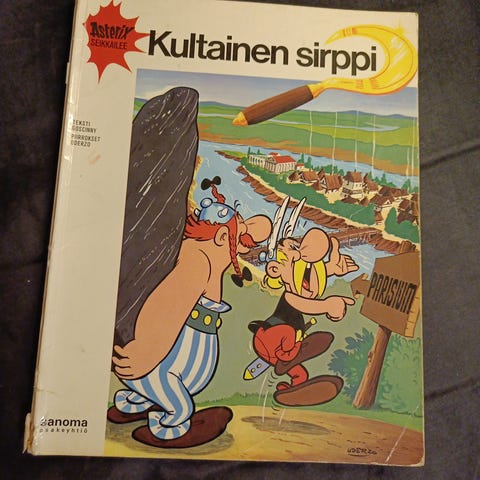 Asterix
SEIKKAILEE
Kultainen sirppi
TEKSTI
GOSCINNY
PIIRROKSET
UDERZO
PARISIUM
sanoma
osakeyhtiö
UDERZO